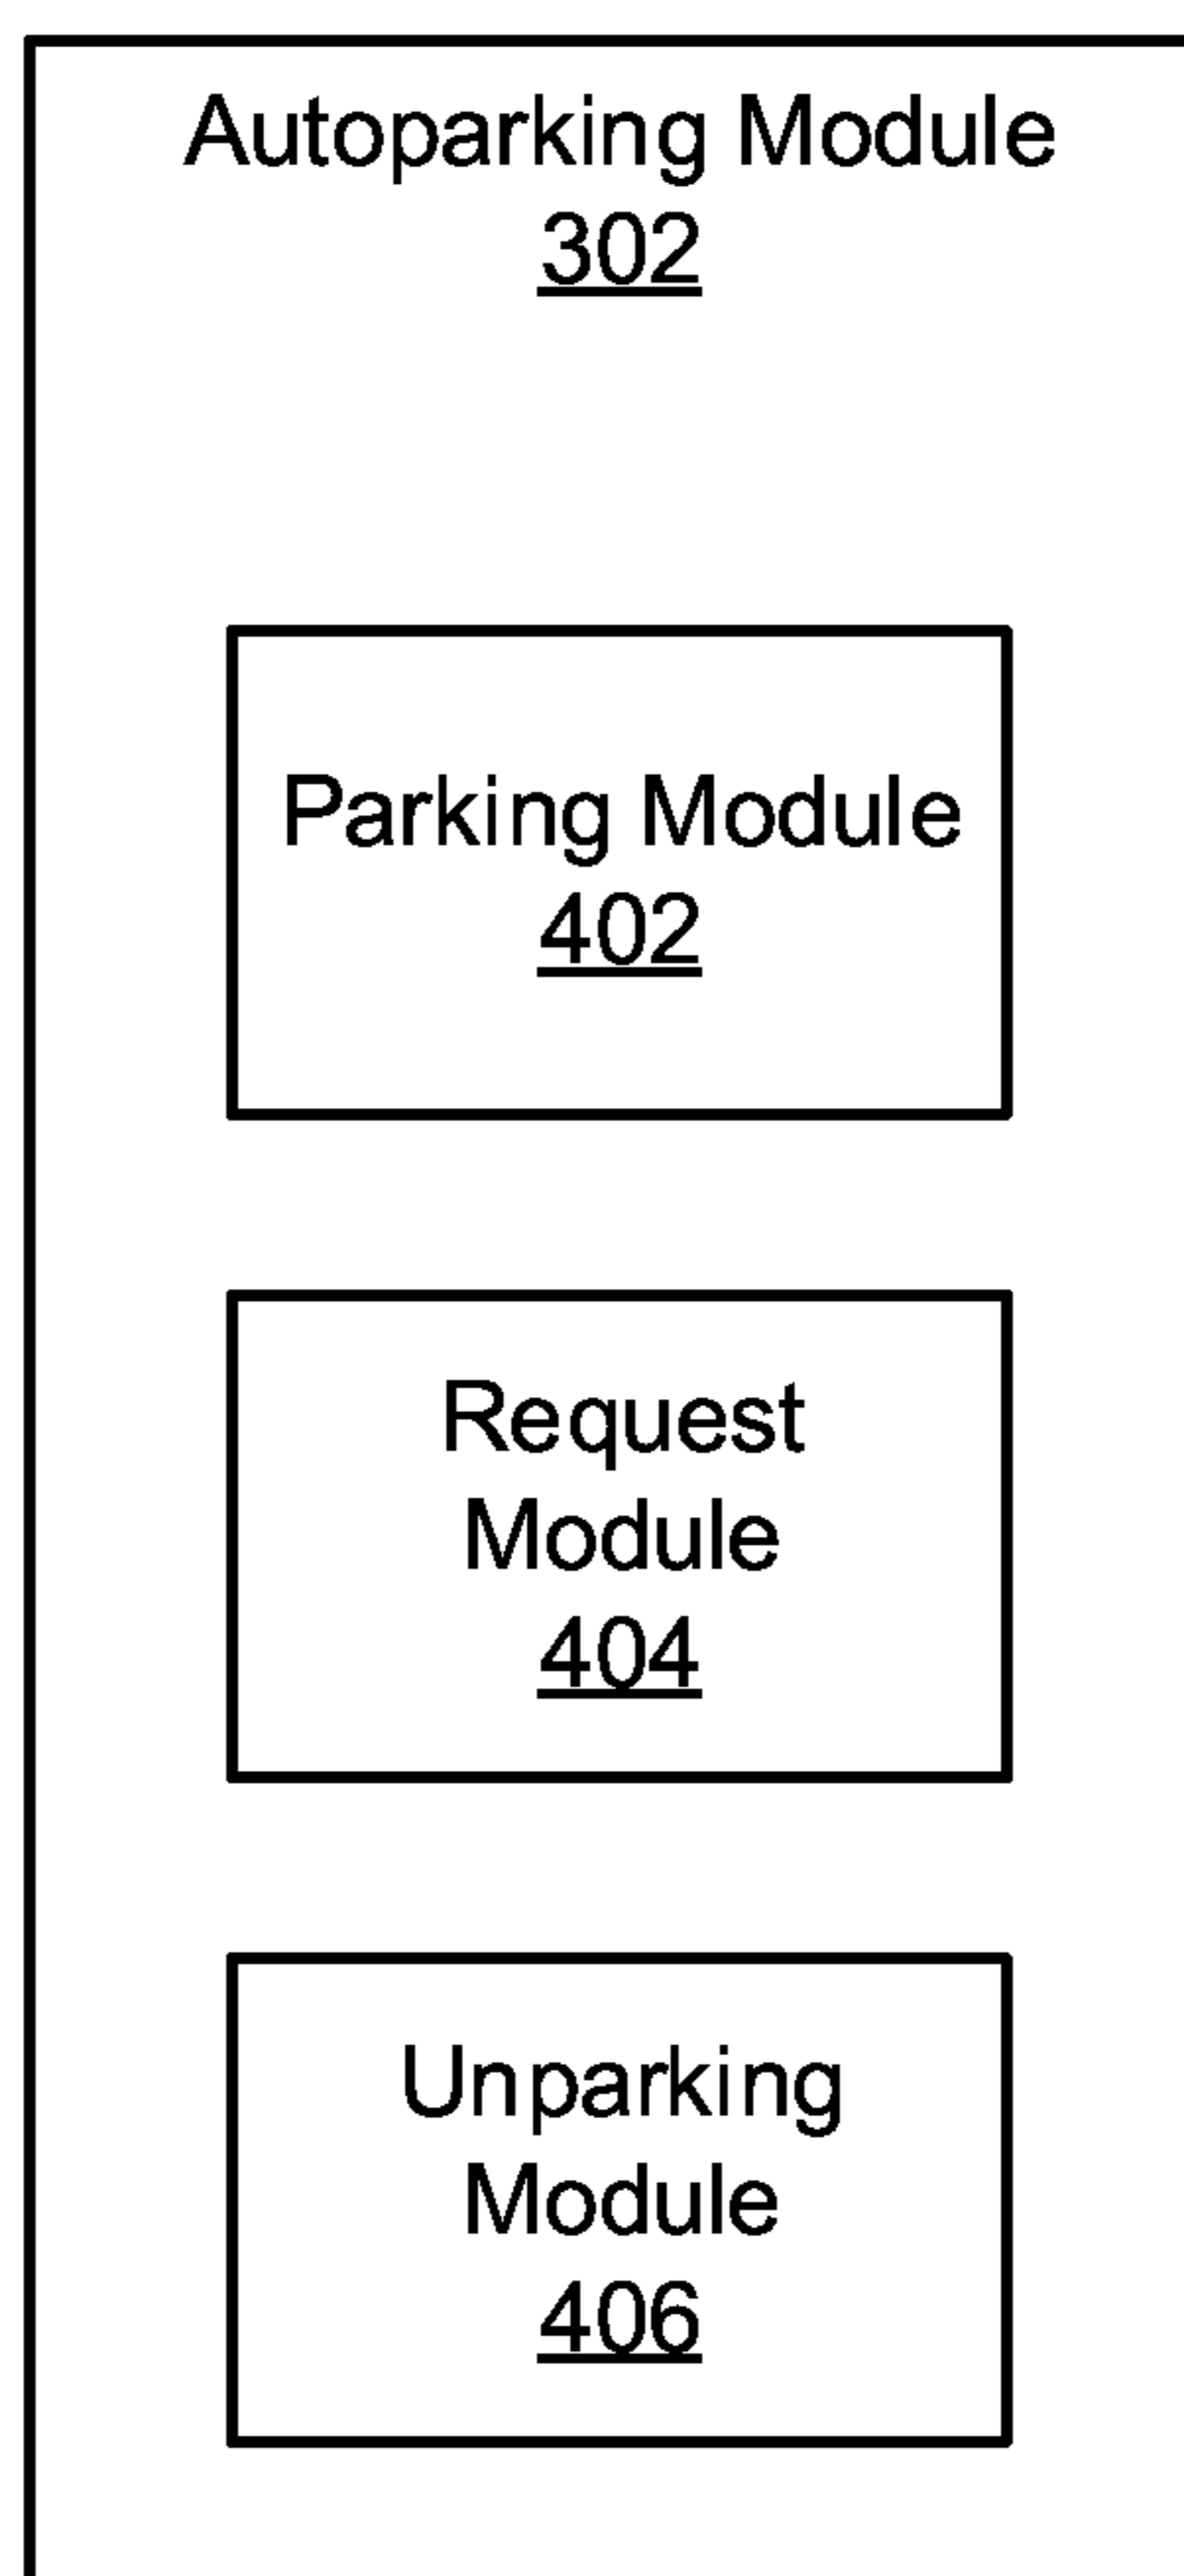 Autoparking Module
302
Parking Module
402
Request
Module
404
Unparking
Module
406